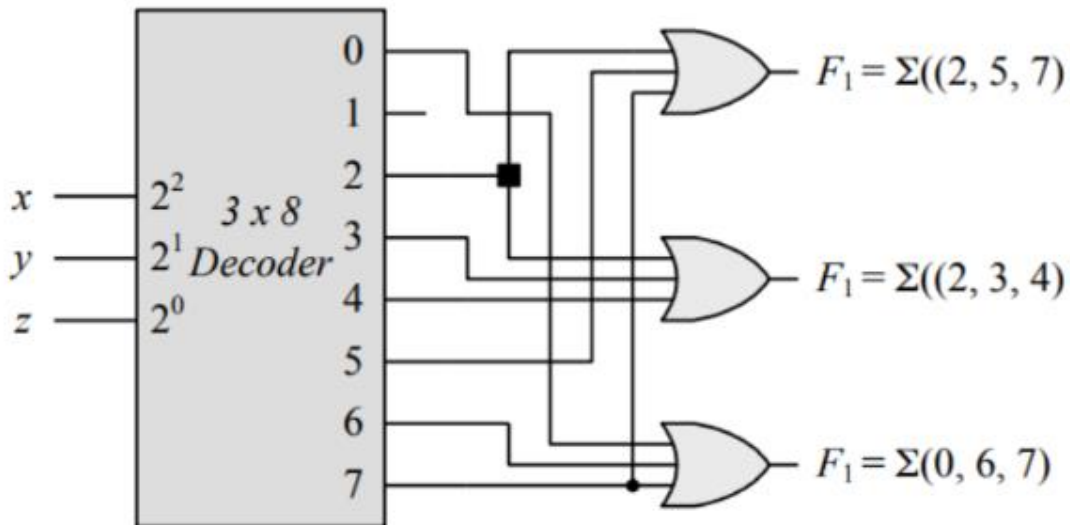 0
F₁ = Σ((2, 5, 7)
1
2
x 2² 3 x 8
3
y 2¹ Decoder
F₁ = Σ((2, 3, 4)
4
z 2⁰
5
6
F₁ = Σ(0, 6, 7)
7